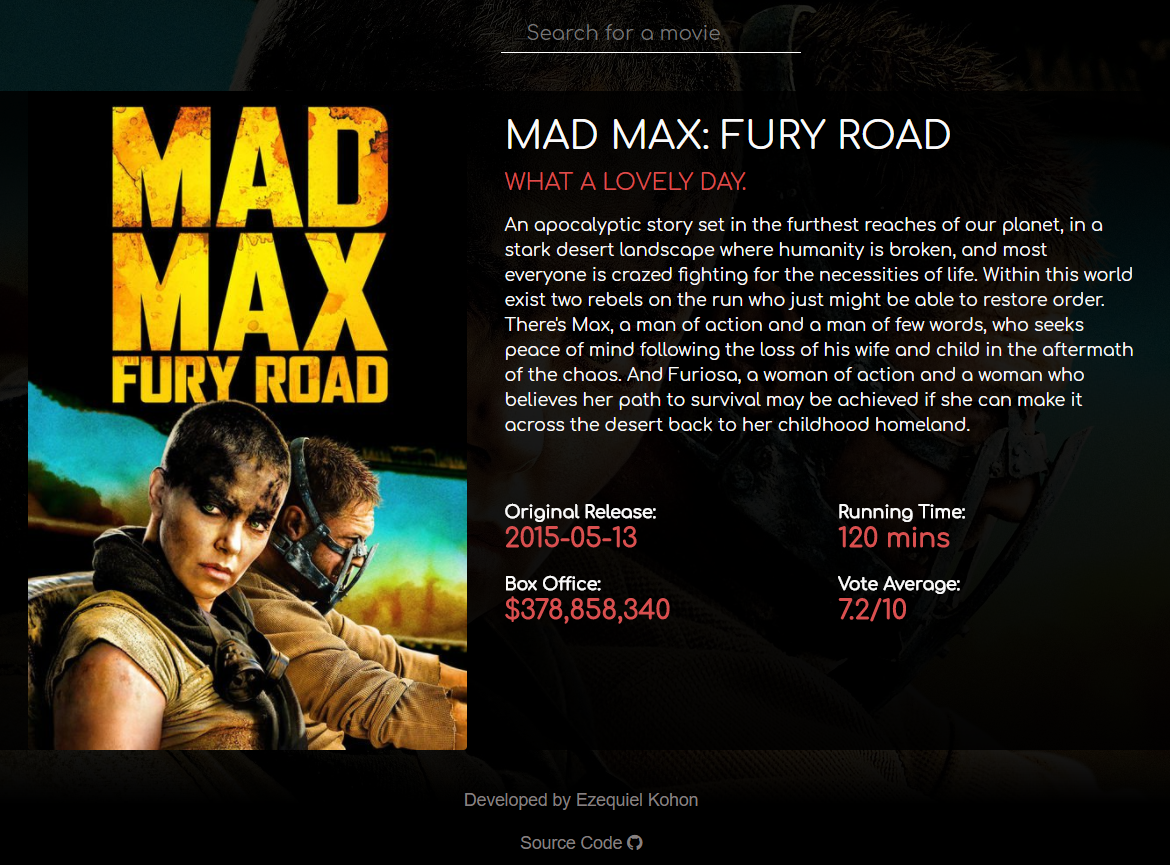 Search for a movie
MAD
MAX
FURY ROAD
MAD MAX: FURY ROAD
WHAT A LOVELY DAY.
An apocalyptic story set in the furthest reaches of our planet, in a
stark desert landscape where humanity is broken, and most
everyone is crazed fighting for the necessities of life. Within this world
exist two rebels on the run who just might be able to restore order.
There's Max, a man of action and a man of few words, who seeks
peace of mind following the loss of his wife and child in the aftermath
of the chaos. And Furiosa, a woman of action and a woman who
believes her path to survival may be achieved if she can make it
across the desert back to her childhood homeland.
Original Release:
2015-05-13
Running Time:
120 mins
Box Office:
$378,858,340
Vote Average:
7.2/10
Developed by Ezequiel Kohon
Source Code